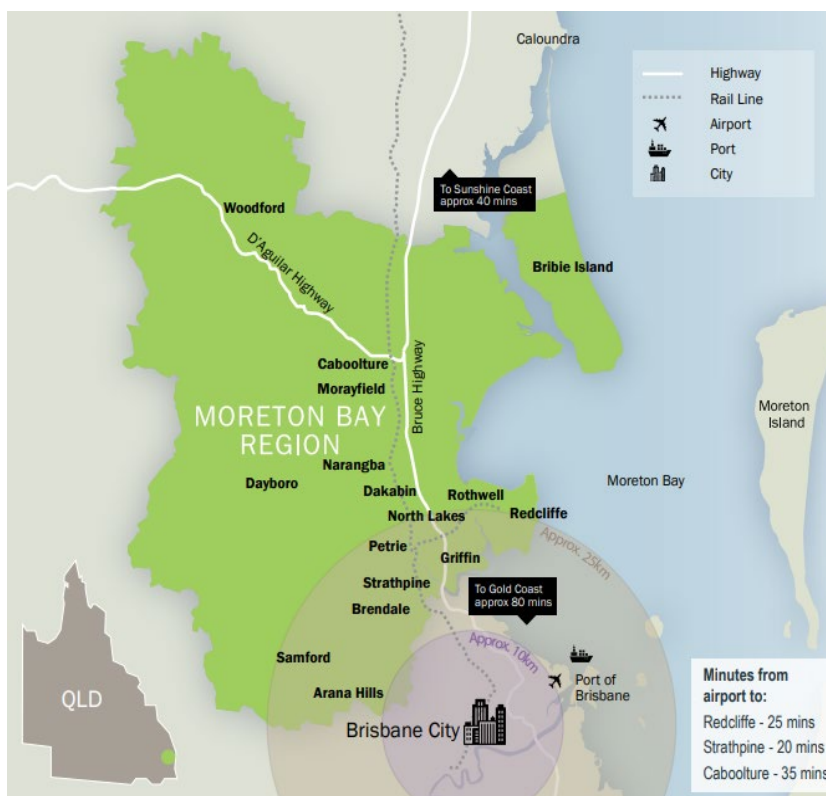 Caloundra
Highway
Rail Line
Airport
Port
City
To Sunshine Coast
approx 40 mins
Woodford
D'Aguilar Highway
Bribie Island
Caboolture
Morayfield
Bruce Highway
MORETON BAY
REGION
Moreton
Island
Narangba
Dayboro
Dakabin
Rothwell
Moreton Bay
North Lakes
Redcliffe
Approx. 25km
Petrie
Griffin
Strathpine
To Gold Coast
approx 80 mins
Brendale
Approx. 10km
Samford
Arana Hills
Port of
Brisbane
Brisbane City
QLD
Minutes from
airport to:
Redcliffe - 25 mins
Strathpine - 20 mins
Caboolture - 35 mins